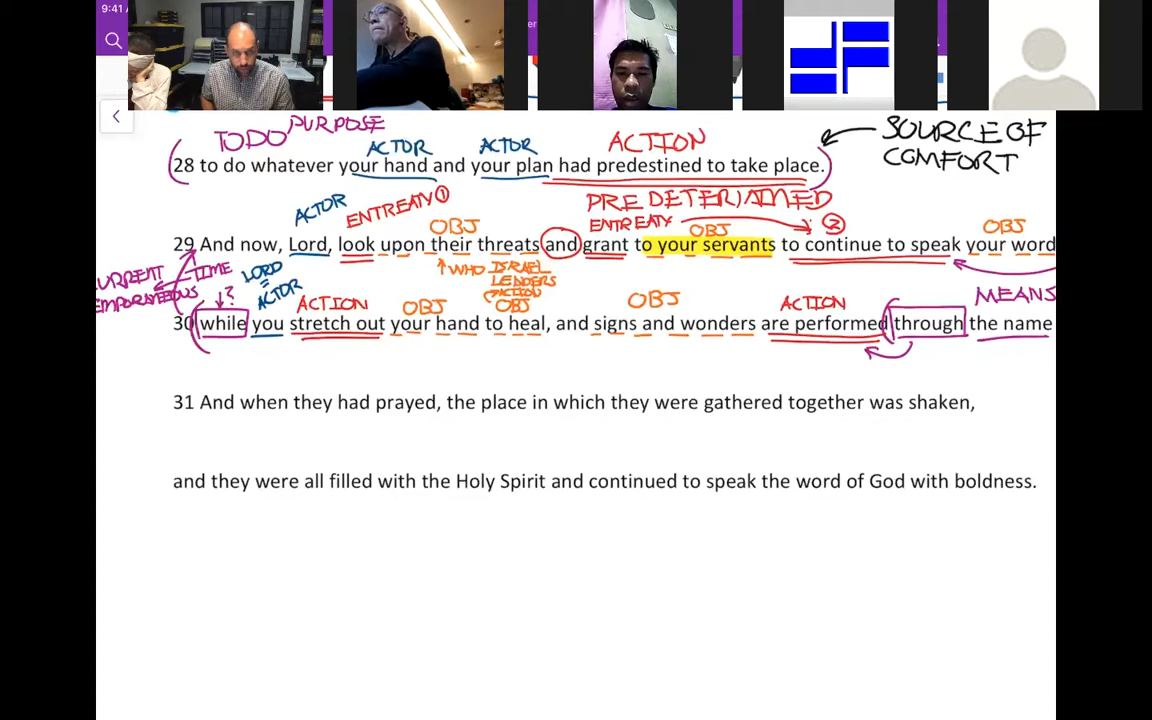 9:41
TODO PURPOSE ACTOR ACTOR ACTION SOURCE OF
COMFORT
28 to do whatever your hand and your plan had predestined to take place.
PREDETERMINED
ACTOR ENTREATY ① OBJ ENTREATY OBJ ② OBJ
29 And now, Lord, look upon their threats and grant to your servants to continue to speak your word
TIME LORD WHO ISRAEL
LEADERS
? = ACTOR ACTION OBJ ACTION
OBJ OBJ ACTION MEANS
30 while you stretch out your hand to heal, and signs and wonders are performed through the name
31 And when they had prayed, the place in which they were gathered together was shaken,
and they were all filled with the Holy Spirit and continued to speak the word of God with boldness.